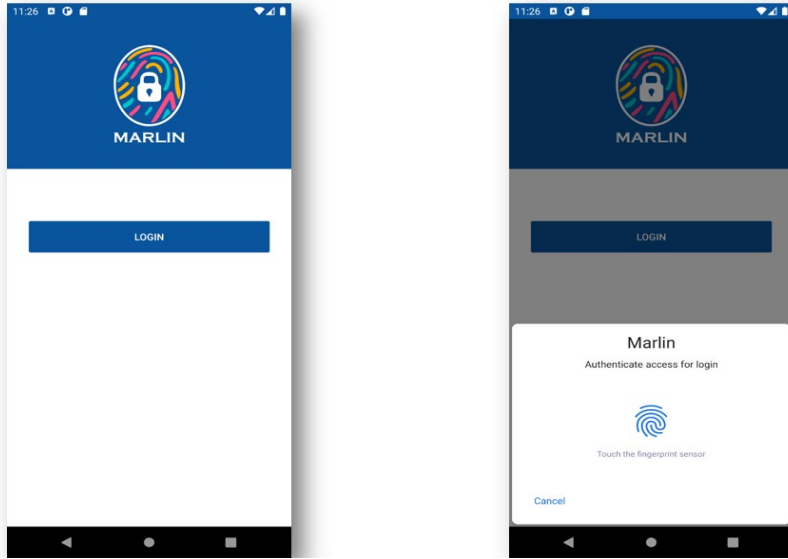 11:26
MARLIN
LOGIN
11:26
MARLIN
LOGIN
Marlin
Authenticate access for login
Touch the fingerprint sensor
Cancel